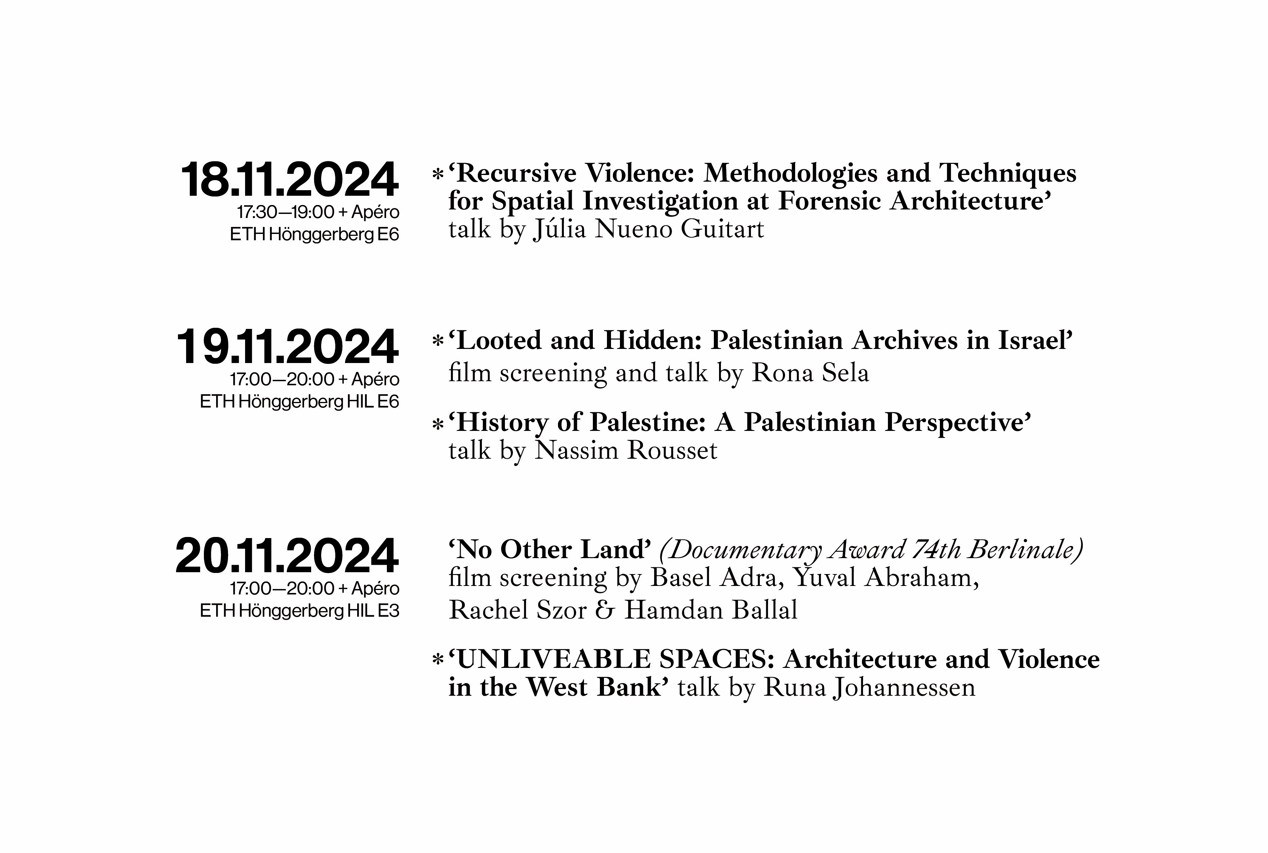 18.11.2024
17:30—19:00 + Apéro
ETH Hönggerberg E6
*‘Recursive Violence: Methodologies and Techniques
for Spatial Investigation at Forensic Architecture’
talk by Júlia Nueno Guitart
19.11.2024
17:00—20:00 + Apéro
ETH Hönggerberg HIL E6
*‘Looted and Hidden: Palestinian Archives in Israel’
film screening and talk by Rona Sela
*‘History of Palestine: A Palestinian Perspective’
talk by Nassim Rousset
20.11.2024
17:00—20:00 + Apéro
ETH Hönggerberg HIL E3
‘No Other Land’ (Documentary Award 74th Berlinale)
film screening by Basel Adra, Yuval Abraham,
Rachel Szor & Hamdan Ballal
*‘UNLIVEABLE SPACES: Architecture and Violence
in the West Bank’ talk by Runa Johannessen